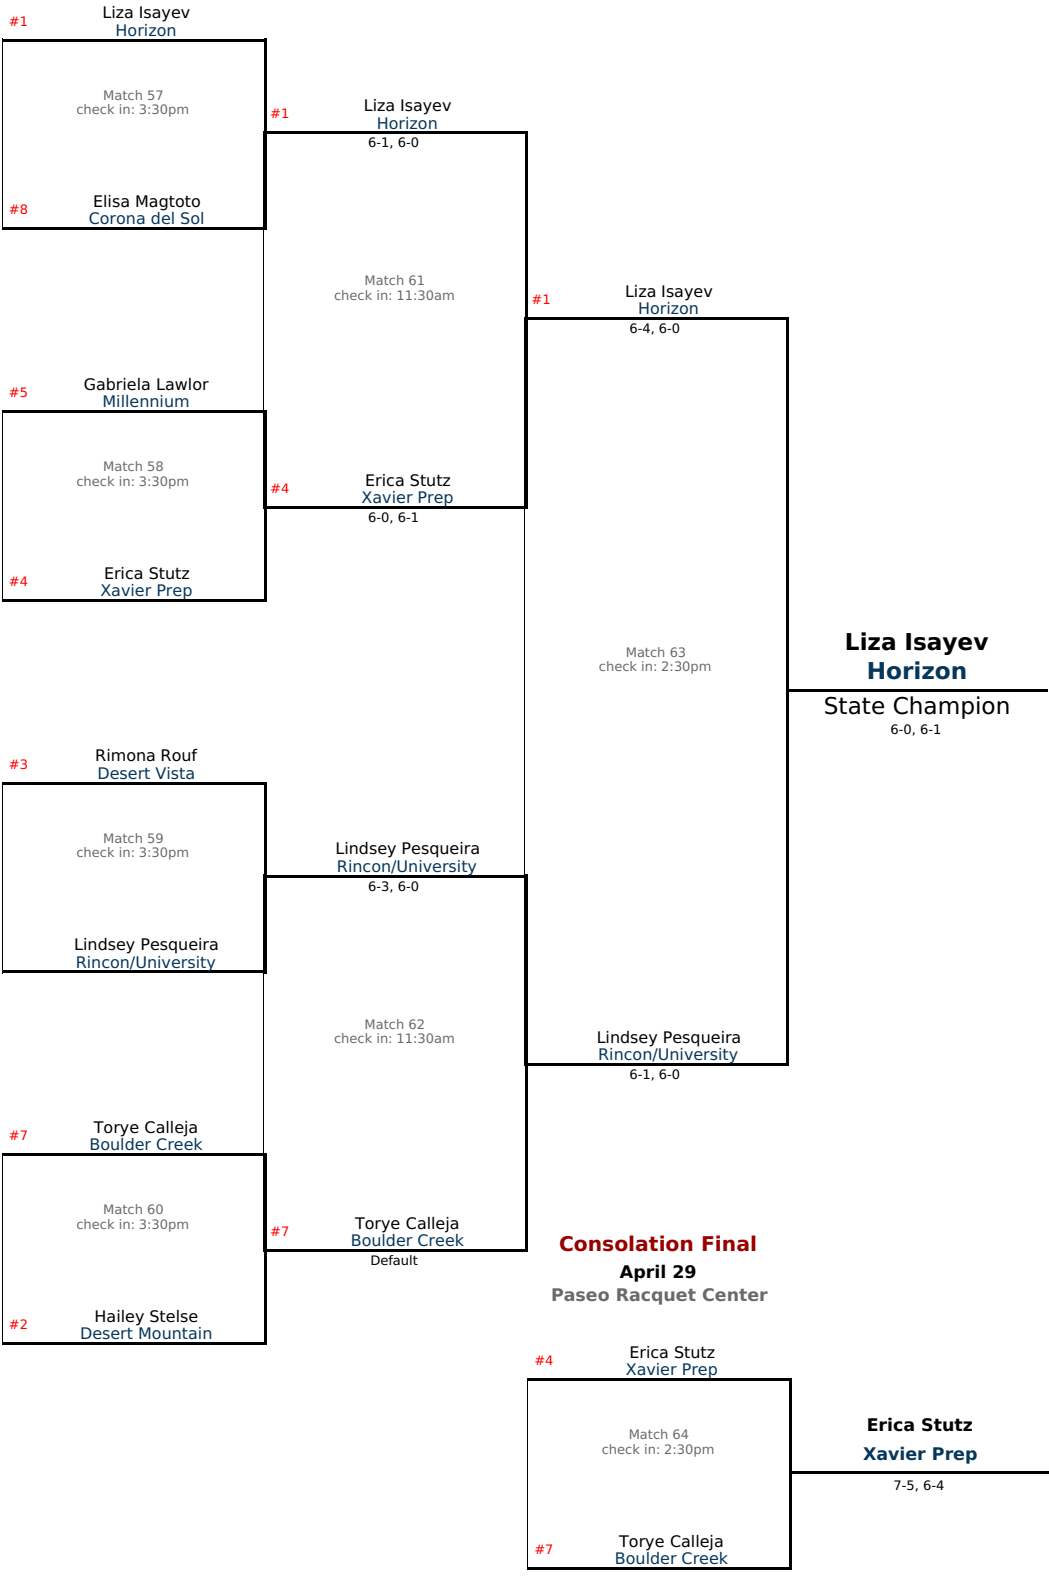 #1
Liza Isayev
Horizon
Match 57
check in: 3:30pm
#1
Liza Isayev
Horizon
6-1, 6-0
#8
Elisa Magtoto
Corona del Sol
Match 61
check in: 11:30am
#1
Liza Isayev
Horizon
6-4, 6-0
#5
Gabriela Lawlor
Millennium
Match 58
check in: 3:30pm
#4
Erica Stutz
Xavier Prep
6-0, 6-1
#4
Erica Stutz
Xavier Prep
Match 63
check in: 2:30pm
Liza Isayev
Horizon
State Champion
6-0, 6-1
#3
Rimona Rouf
Desert Vista
Match 59
check in: 3:30pm
Lindsey Pesqueira
Rincon/University
6-3, 6-0
Lindsey Pesqueira
Rincon/University
Match 62
check in: 11:30am
Lindsey Pesqueira
Rincon/University
6-1, 6-0
#7
Torye Calleja
Boulder Creek
Match 60
check in: 3:30pm
#7
Torye Calleja
Boulder Creek
Default
#2
Hailey Stelse
Desert Mountain
Consolation Final
April 29
Paseo Racquet Center
#4
Erica Stutz
Xavier Prep
Match 64
check in: 2:30pm
Erica Stutz
Xavier Prep
7-5, 6-4
#7
Torye Calleja
Boulder Creek